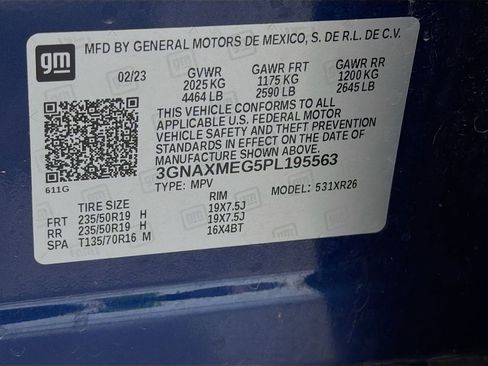 gm
MFD BY GENERAL MOTORS DE MEXICO, S. DE R.L. DE C.V.
02/23 GVWR GAWR FRT GAWR RR
2025 KG 1175 KG 1200 KG
4464 LB 2590 LB 2645 LB
THIS VEHICLE CONFORMS TO ALL
APPLICABLE U.S. FEDERAL MOTOR
VEHICLE SAFETY AND THEFT PREVENTION
STANDARDS IN EFFECT ON THE DATE OF
MANUFACTURE SHOWN ABOVE.
3GNAXMEG5PL195563
611G TYPE: MPV MODEL: 531XR26
TIRE SIZE RIM
FRT 235/50R19 H 19X7.5J
RR 235/50R19 H 19X7.5J
SPA T135/70R16 M 16X4BT